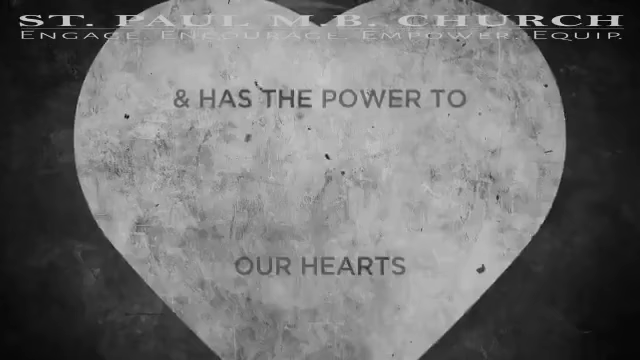 ST. PAUL M.B. CHURCH
ENGAGE. ENCOURAGE. EMPOWER. EQUIP.
& HAS THE POWER TO
OUR HEARTS